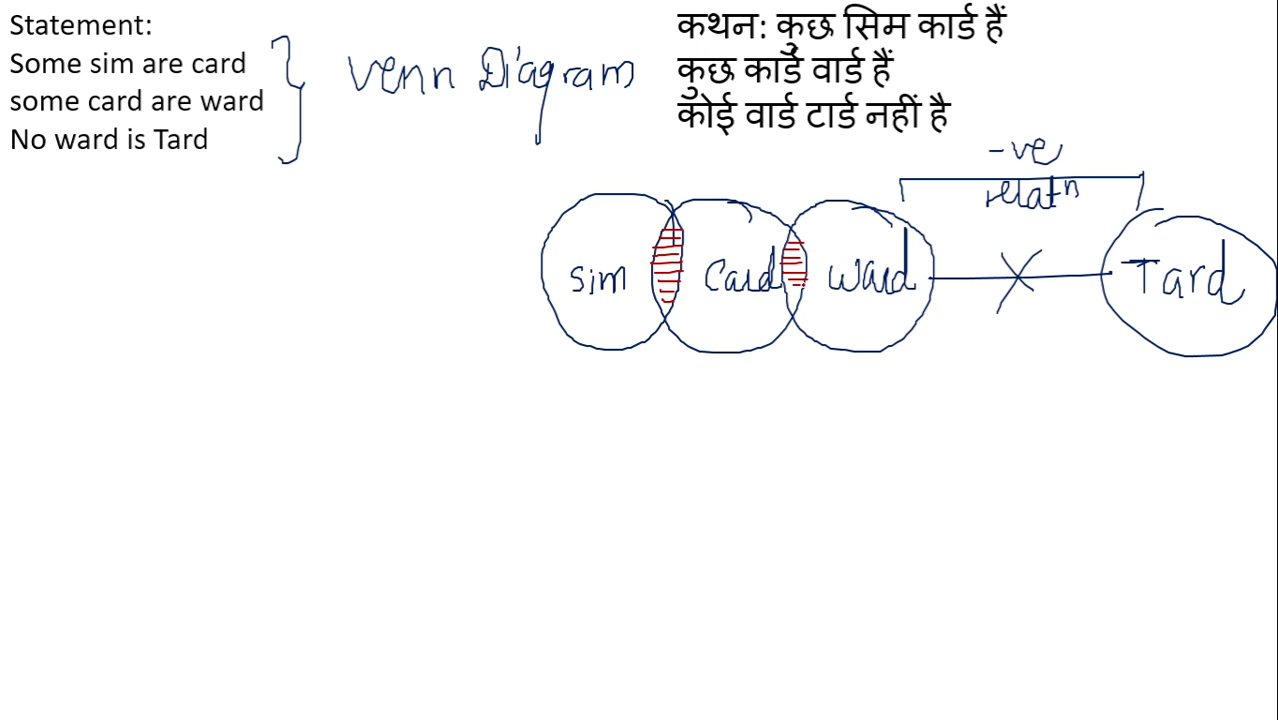 Statement:
Some sim are card
some card are ward
No ward is Tard
Venn Diagram
कथन: कुछ सिम कार्ड हैं
कुछ कार्ड वार्ड हैं
कोई वार्ड टार्ड नहीं है
-ve
relatn
sim card ward Tard